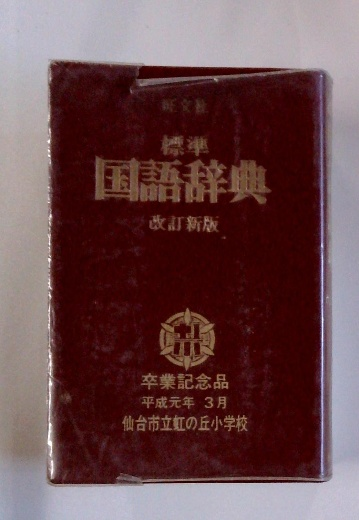 旺文社
標準
国語辞典
改訂新版
卒業記念品
平成元年 3月
仙台市立虹の丘小学校